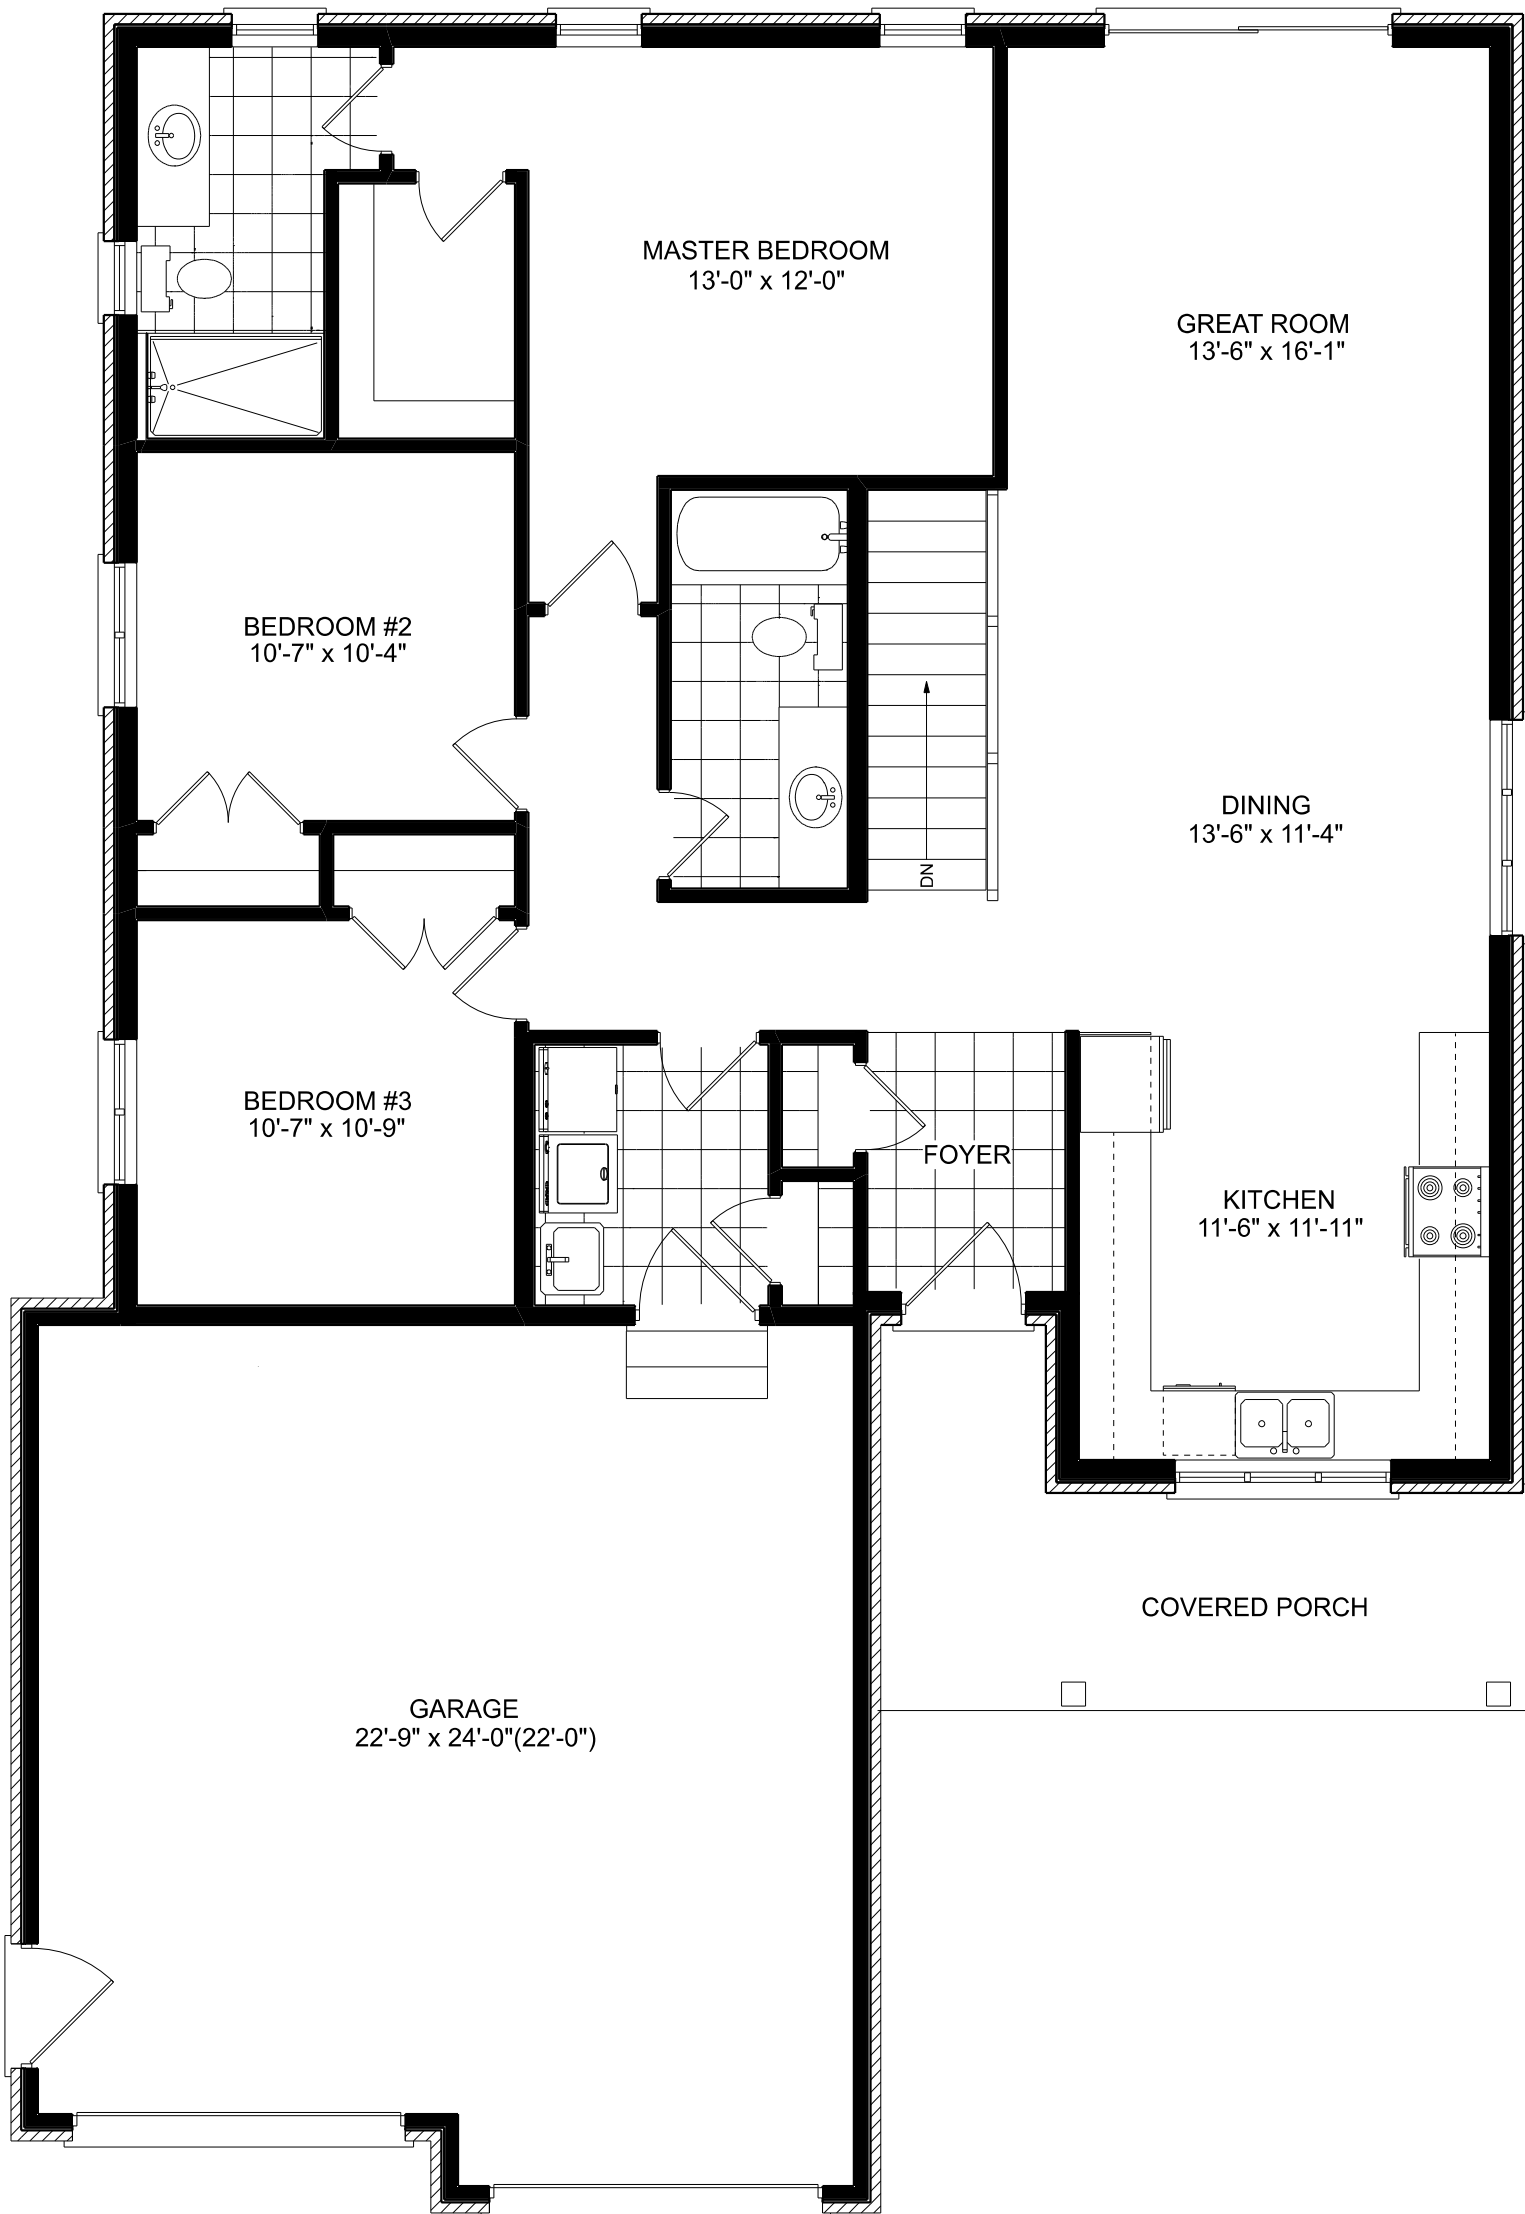 MASTER BEDROOM
13'-0" x 12'-0"
GREAT ROOM
13'-6" x 16'-1"
BEDROOM #2
10'-7" x 10'-4"
DINING
13'-6" x 11'-4"
DN
BEDROOM #3
10'-7" x 10'-9"
FOYER
KITCHEN
11'-6" x 11'-11"
COVERED PORCH
GARAGE
22'-9" x 24'-0"(22'-0")